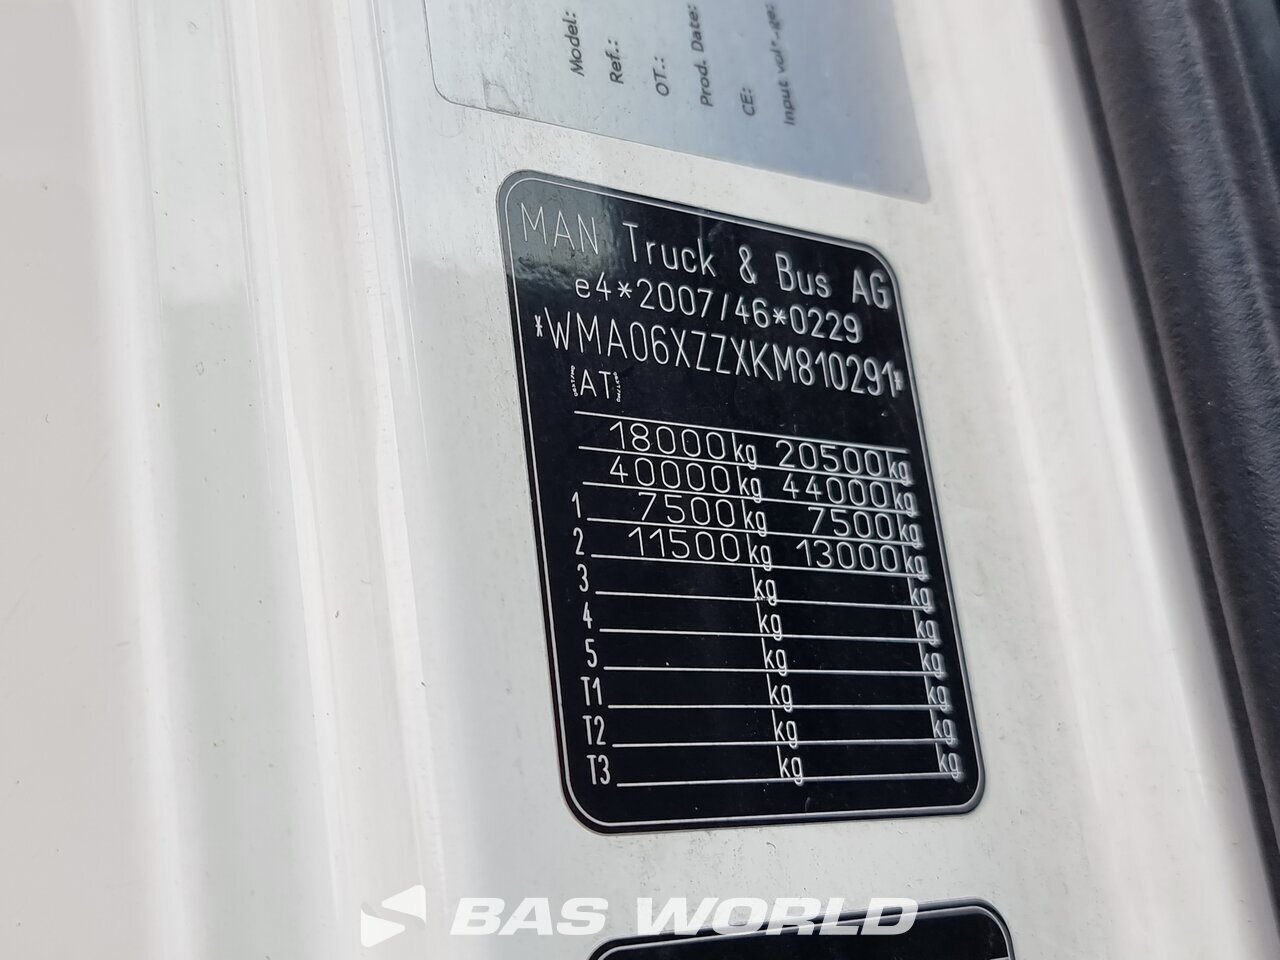 Model:
Ref.:
OT.:
Prod. Date:
CE:
MAN Truck & Bus AG
e4*2007/46*0229
*WMA06XZZXKM810291*
AT
18000kg 20500kg
40000kg 44000kg
1 7500kg 7500kg
2 11500kg 13000kg
3 kg kg
4 kg kg
5 kg kg
T1 kg kg
T2 kg kg
T3 kg kg
BAS WORLD